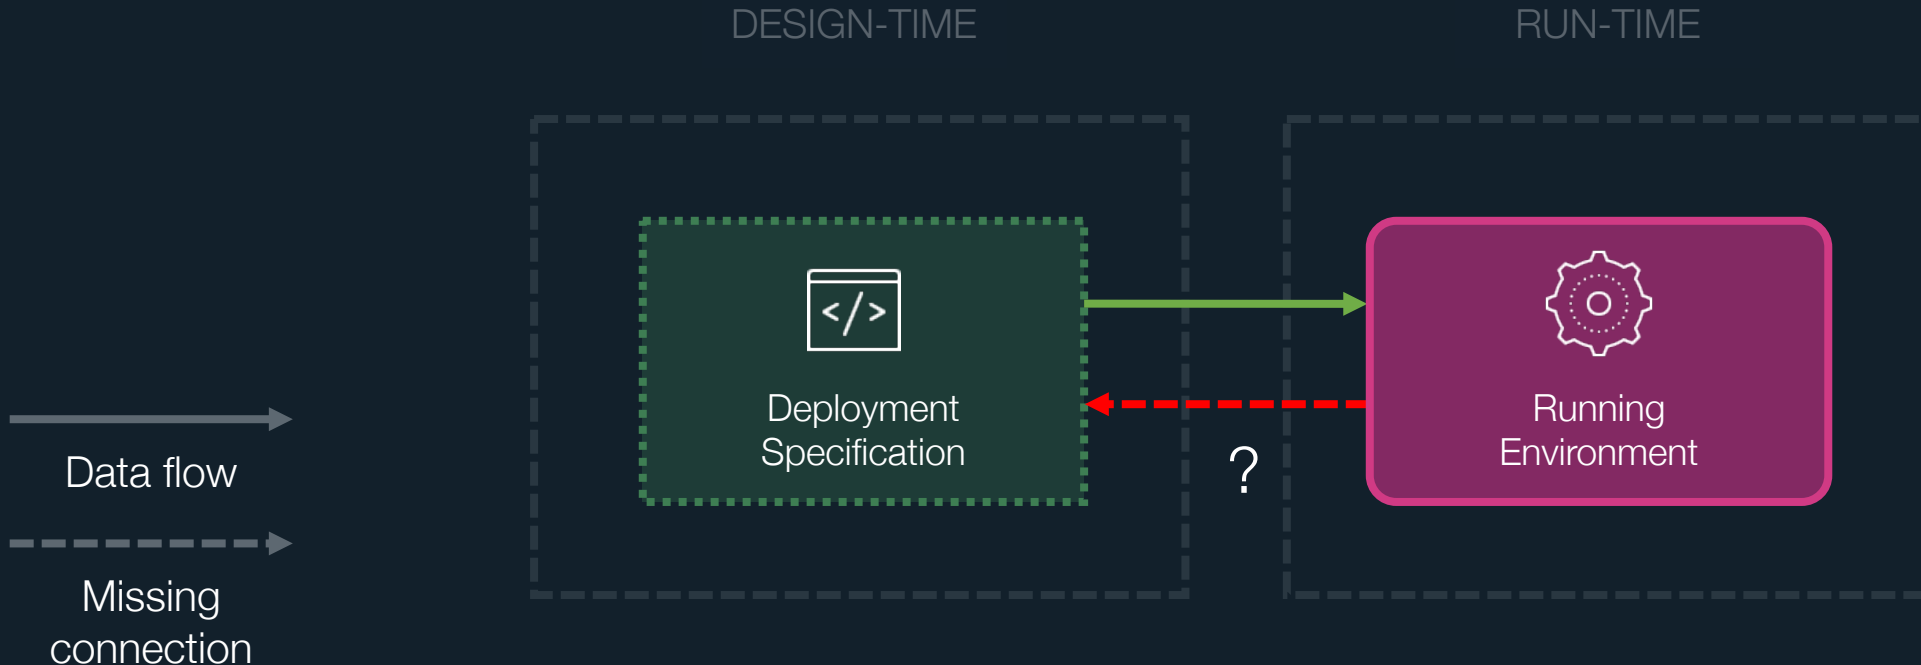 DESIGN-TIME
RUN-TIME
</>
Deployment
Specification
Running
Environment
?
Data flow
Missing
connection